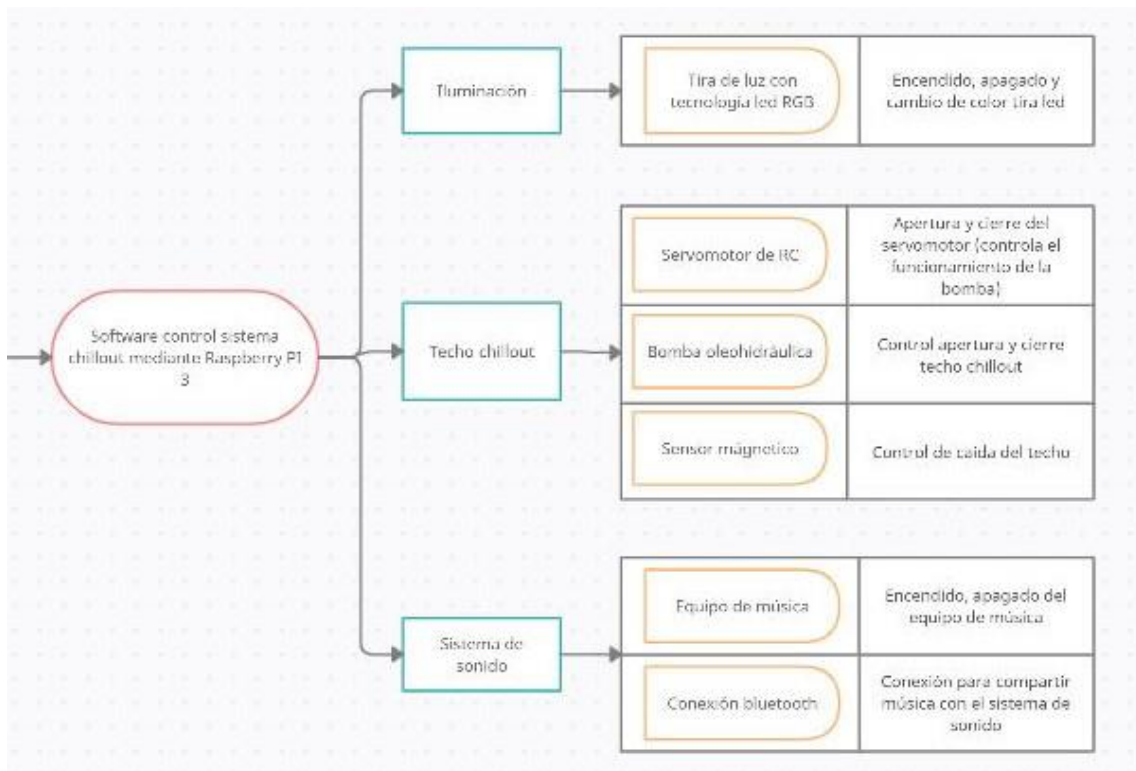 Iluminación
Tira de luz con
tecnología led RGB
Encendido, apagado y
cambio de color tira led
Software control sistema
chillout mediante Raspberry PI
3
Techo chillout
Servomotor de RC
Apertura y cierre del
servomotor (controla el
funcionamiento de la
bomba)
Bomba oleohidráulica
Control apertura y cierre
techo chillout
Sensor mágnetico
Control de caida del techo
Sistema de
sonido
Equipo de música
Encendido, apagado del
equipo de música
Conexión bluetooth
Conexión para compartir
música con el sistema de
sonido